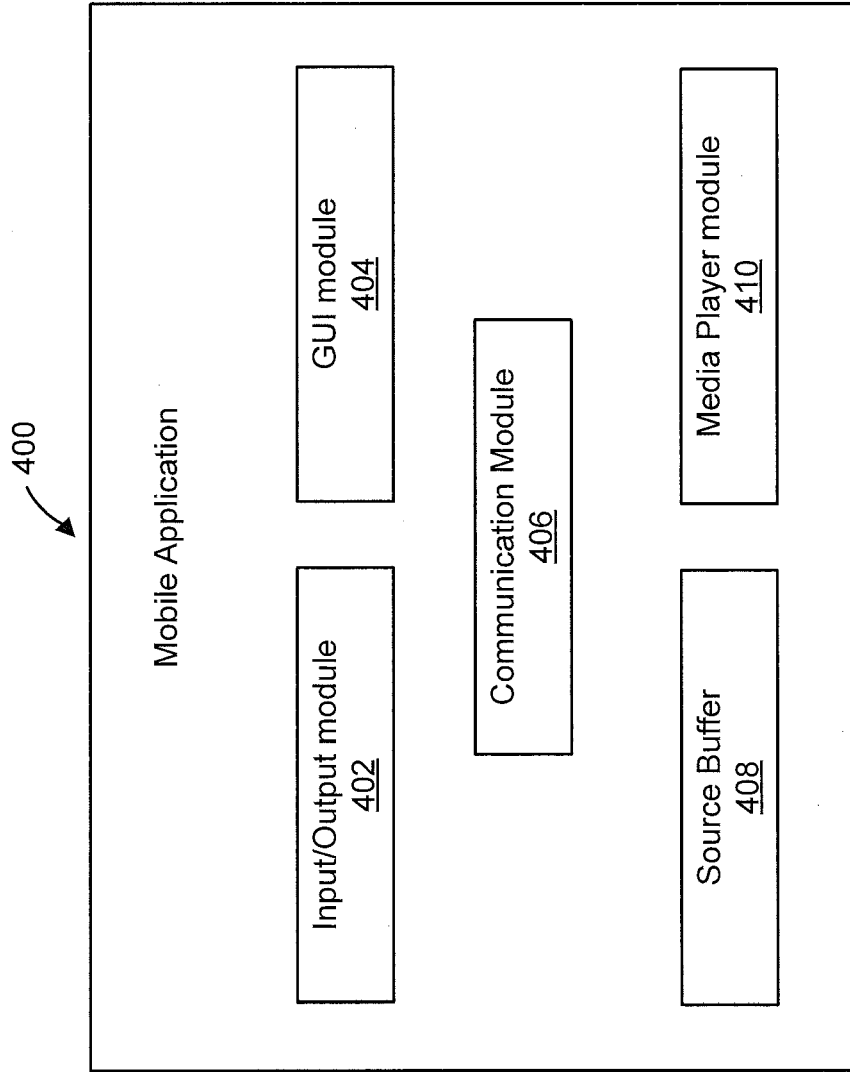 400
Mobile Application
Input/Output module
402
GUI module
404
Communication Module
406
Source Buffer
408
Media Player module
410